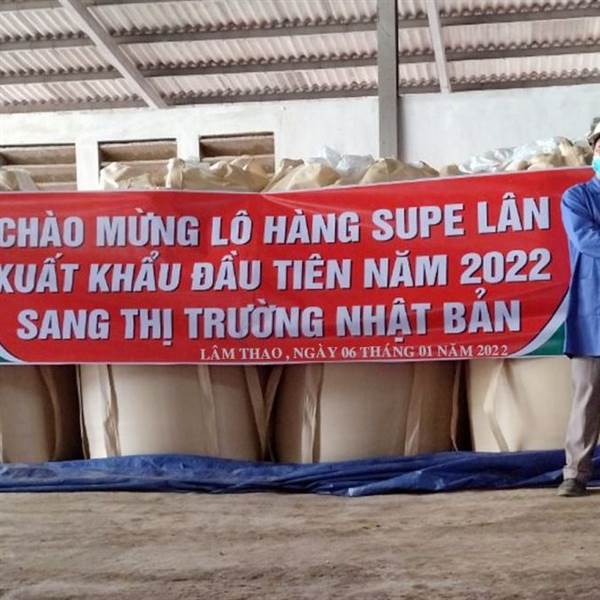 CHÀO MỪNG LÔ HÀNG SUPE LÂN
XUẤT KHẨU ĐẦU TIÊN NĂM 2022
SANG THỊ TRƯỜNG NHẬT BẢN
LÂM THAO , NGÀY 06 THÁNG 01 NĂM 2022